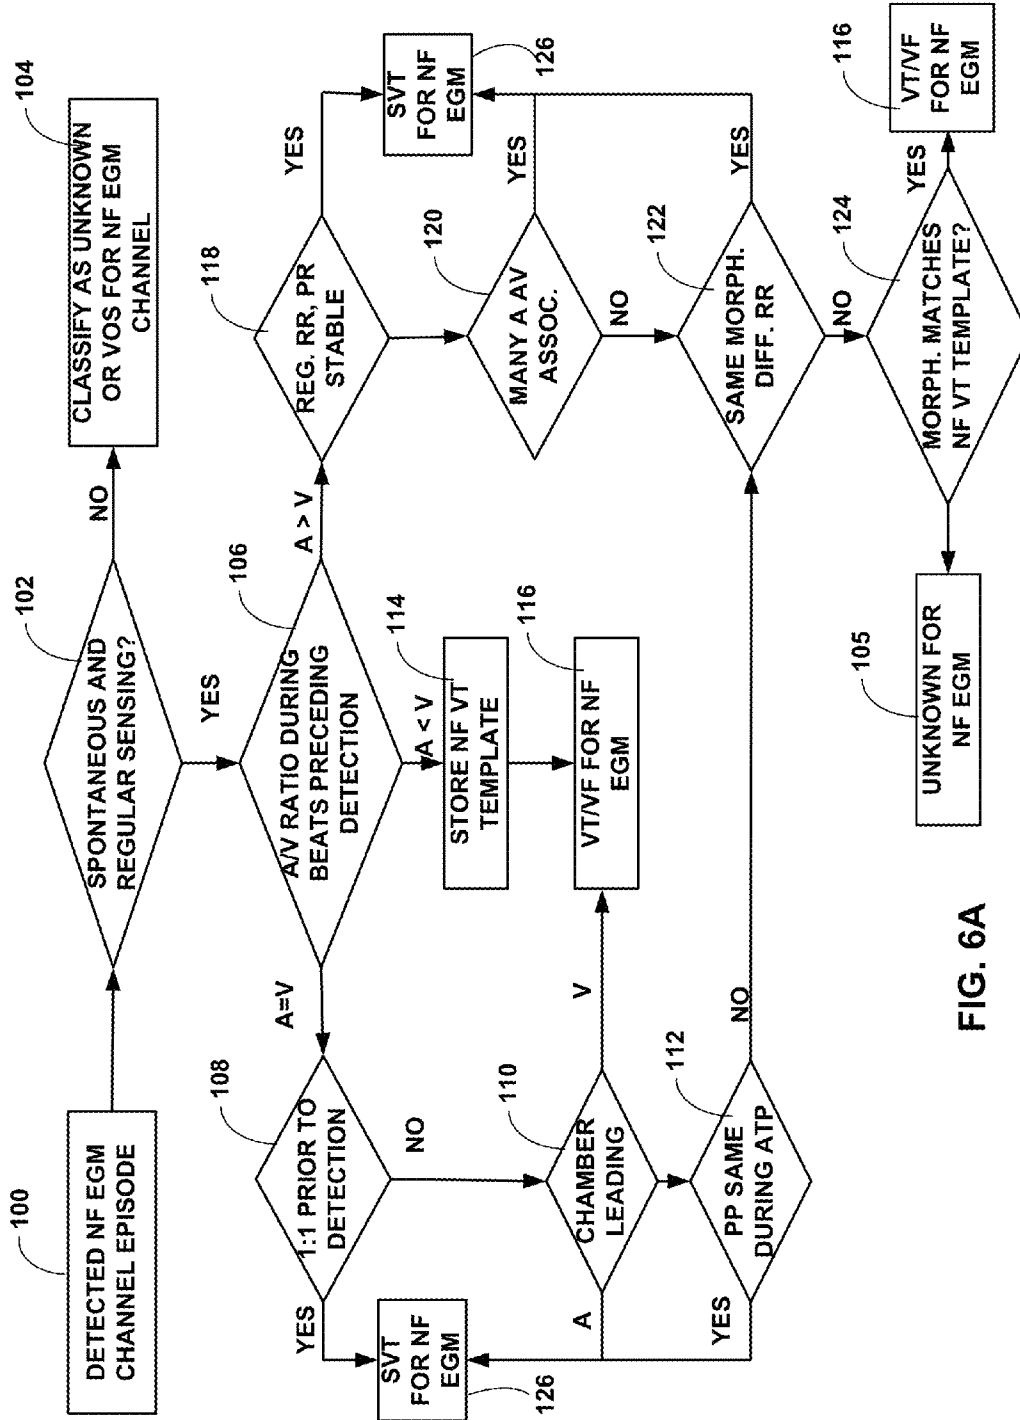 100
DETECTED NF EGM
CHANNEL EPISODE
102
SPONTANEOUS AND
REGULAR SENSING?
NO
104
CLASSIFY AS UNKNOWN
OR VOS FOR NF EGM
CHANNEL
YES
106
A/V RATIO DURING
BEATS PRECEDING
DETECTION
A=V
A < V
A > V
108
1:1 PRIOR TO
DETECTION
YES
NO
SVT
FOR NF
EGM
126
110
CHAMBER
LEADING
A
V
112
PP SAME
DURING ATP
YES
NO
114
STORE NF VT
TEMPLATE
116
VT/VF FOR NF
EGM
118
REG. RR, PR
STABLE
YES
SVT
FOR NF
EGM
126
120
MANY A AV
ASSOC.
YES
NO
122
SAME MORPH.
DIFF. RR
YES
NO
124
MORPH. MATCHES
NF VT TEMPLATE?
YES
116
VT/VF
FOR NF
EGM
105
UNKNOWN FOR
NF EGM
FIG. 6A